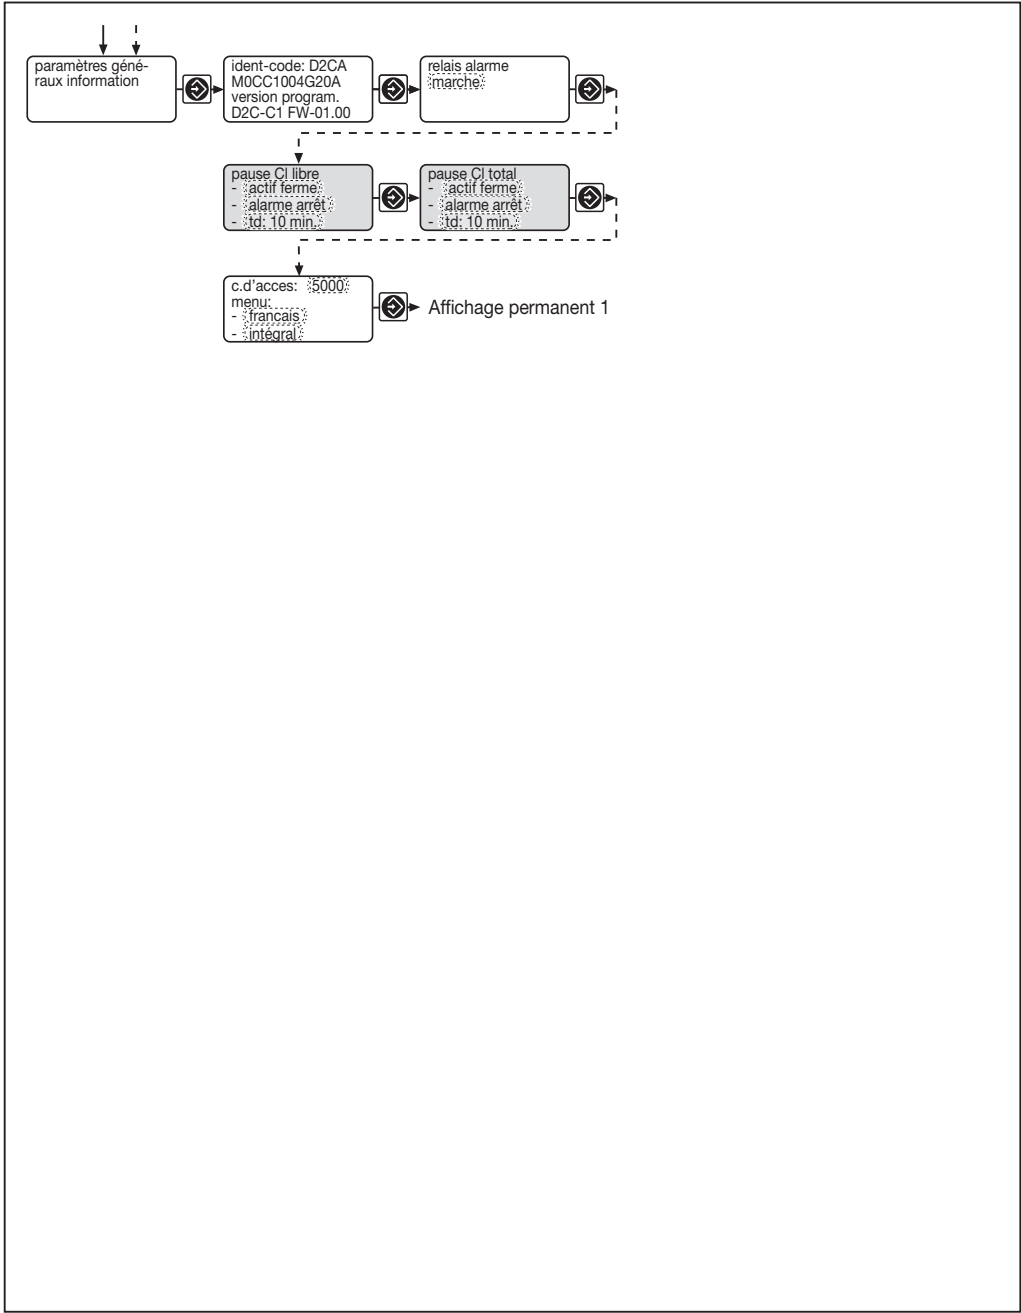 paramètres géné-
raux information
ident-code: D2CA
M0CC1004G20A
version program.
D2C-C1 FW-01.00
relais alarme
marche
pause Cl libre
- actif ferme
- alarme arrêt
- td: 10 min.
pause Cl total
- actif ferme
- alarme arrêt
- td: 10 min.
c.d'acces: 5000
menu:
- francais
- intégral
Affichage permanent 1